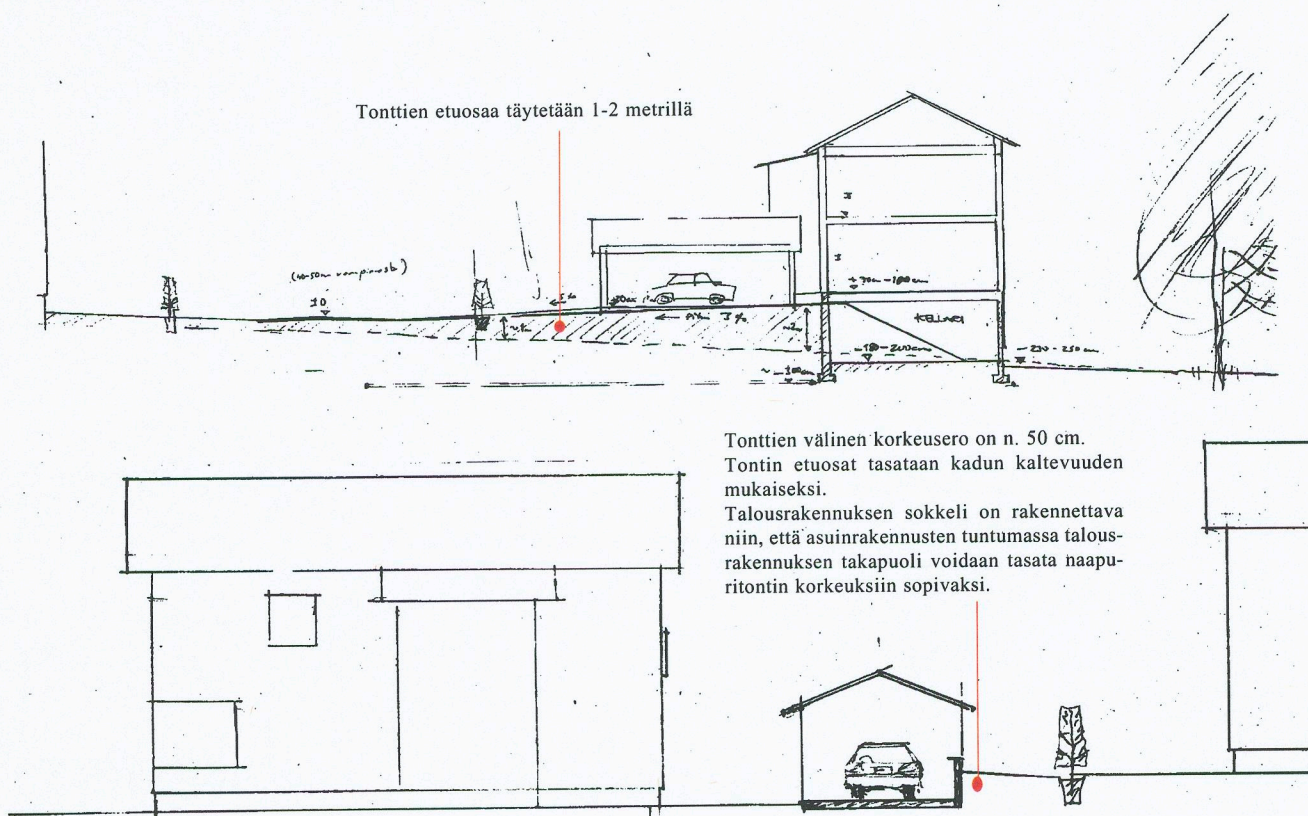 Tonttien etuosaa täytetään 1-2 metrillä
±0
KELLARI
Tonttien välinen korkeusero on n. 50 cm.
Tontin etuosat tasataan kadun kaltevuuden
mukaiseksi.
Talousrakennuksen sokkeli on rakennettava
niin, että asuinrakennusten tuntumassa talous-
rakennuksen takapuoli voidaan tasata naapu-
ritontin korkeuksiin sopivaksi.